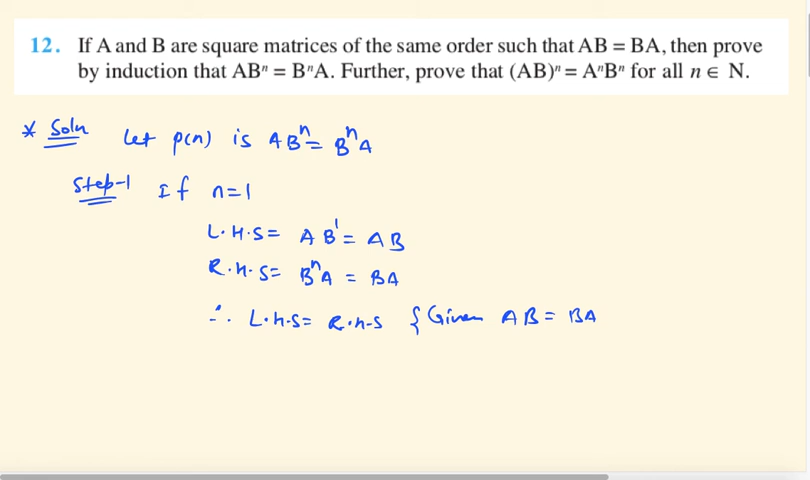 12. If A and B are square matrices of the same order such that AB = BA, then prove
by induction that ABⁿ = BⁿA. Further, prove that (AB)ⁿ = AⁿBⁿ for all n ∈ N.
* Soln Let P(n) is ABⁿ = BⁿA
Step-1 If n=1
L.H.S = AB¹ = AB
R.H.S = BⁿA = BA
∴ L.H.S = R.H.S { Given AB = BA